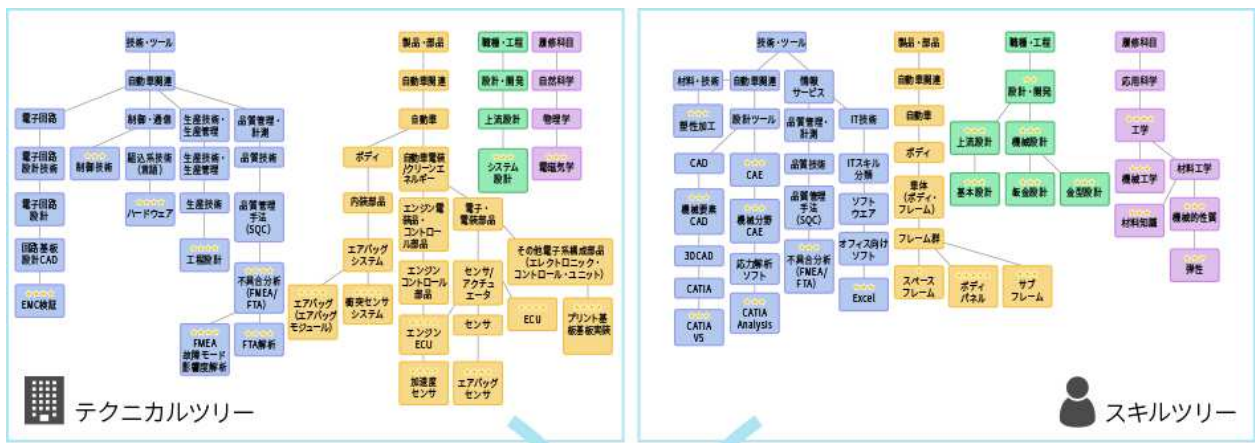 技術・ツール
自動車関連
電子回路
制御・通信
生産技術・
生産管理
品質管理・
計測
電子回路
設計技術
制御技術
組込系技術
(言語)
生産技術・
生産管理
品質技術
電子回路
設計
ハードウェア
生産技術
品質管理
手法
(SQC)
回路基板
設計CAD
工程設計
不具合分析
(FMEA/
FTA)
EMC検証
FMEA
故障モード
影響度解析
FTA解析
製品・部品
自動車関連
自動車
ボディ
自動車電装
/クリーンエ
ネルギー
内装部品
エンジン電
装品・コント
ロール部品
電子・
電装部品
エアバッグ
システム
エンジン
コントロール
部品
センサ/
アクチュ
エータ
その他電子系構成部品
(エレクトロニック・
コントロール・ユニット)
エアバッグ
(エアバッグ
モジュール)
衝突センサ
システム
エンジン
ECU
センサ
ECU
プリント基
板基板実装
加速度
センサ
エアバッグ
センサ
職種・工程
設計・開発
上流設計
システム
設計
履修科目
自然科学
物理学
電磁気学
テクニカルツリー
技術・ツール
材料・技術
自動車関連
情報
サービス
塑性加工
設計ツール
品質管理・
計測
IT技術
CAD
CAE
品質技術
ITスキル
分類
機械要素
CAD
機械分野
CAE
品質管理
手法
(SQC)
ソフト
ウエア
3DCAD
応力解析
ソフト
不具合分析
(FMEA/
FTA)
オフィス向け
ソフト
CATIA
CATIA
V5
CATIA
Analysis
Excel
製品・部品
自動車関連
自動車
ボディ
車体
(ボディ・
フレーム)
フレーム群
スペース
フレーム
ボディ
パネル
サブ
フレーム
職種・工程
設計・開発
上流設計
機械設計
基本設計
板金設計
金型設計
履修科目
応用科学
工学
機械工学
材料工学
材料知識
機械的性質
弾性
スキルツリー